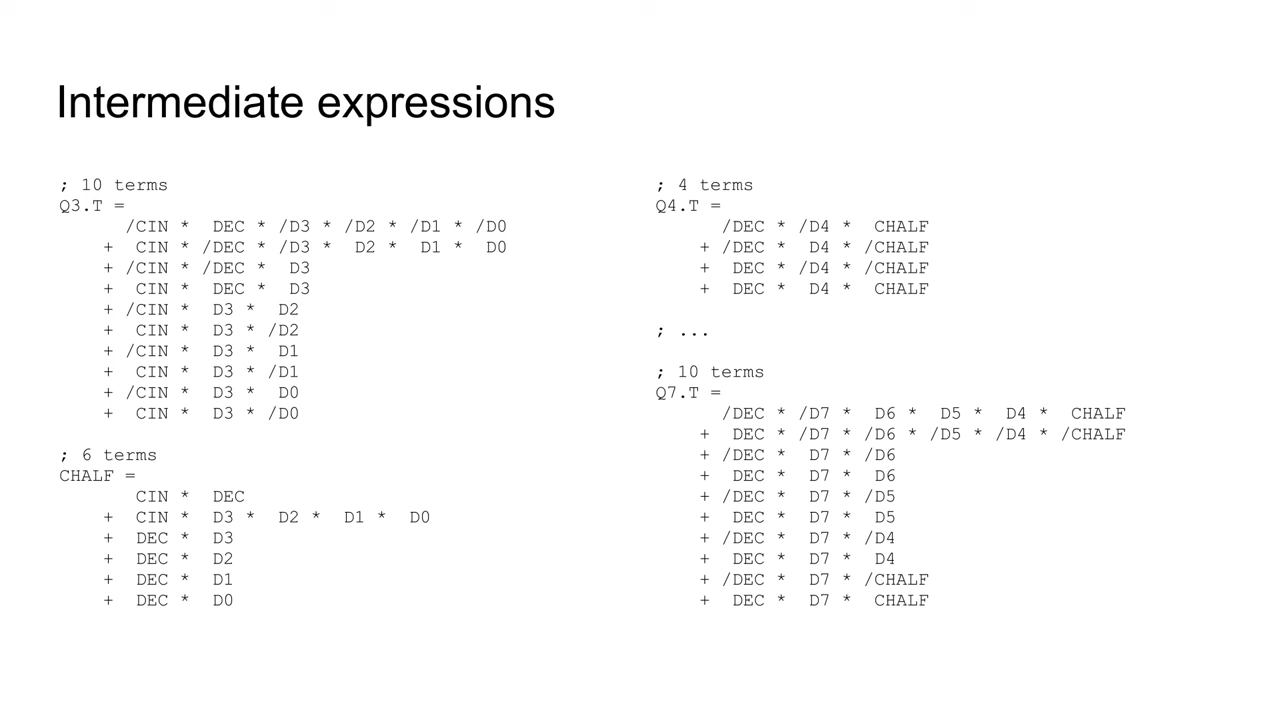 Intermediate expressions
; 10 terms
Q3.T =
/CIN * DEC * /D3 * /D2 * /D1 * /D0
+ CIN * /DEC * /D3 * D2 * D1 * D0
+ /CIN * /DEC * D3
+ CIN * DEC * D3
+ /CIN * D3 * D2
+ CIN * D3 * /D2
+ /CIN * D3 * D1
+ CIN * D3 * /D1
+ /CIN * D3 * D0
+ CIN * D3 * /D0
; 6 terms
CHALF =
CIN * DEC
+ CIN * D3 * D2 * D1 * D0
+ DEC * D3
+ DEC * D2
+ DEC * D1
+ DEC * D0
; 4 terms
Q4.T =
/DEC * /D4 * CHALF
+ /DEC * D4 * /CHALF
+ DEC * /D4 * /CHALF
+ DEC * D4 * CHALF
; ...
; 10 terms
Q7.T =
/DEC * /D7 * D6 * D5 * D4 * CHALF
+ DEC * /D7 * /D6 * /D5 * /D4 * /CHALF
+ /DEC * D7 * /D6
+ DEC * D7 * D6
+ /DEC * D7 * /D5
+ DEC * D7 * D5
+ /DEC * D7 * /D4
+ DEC * D7 * D4
+ /DEC * D7 * /CHALF
+ DEC * D7 * CHALF